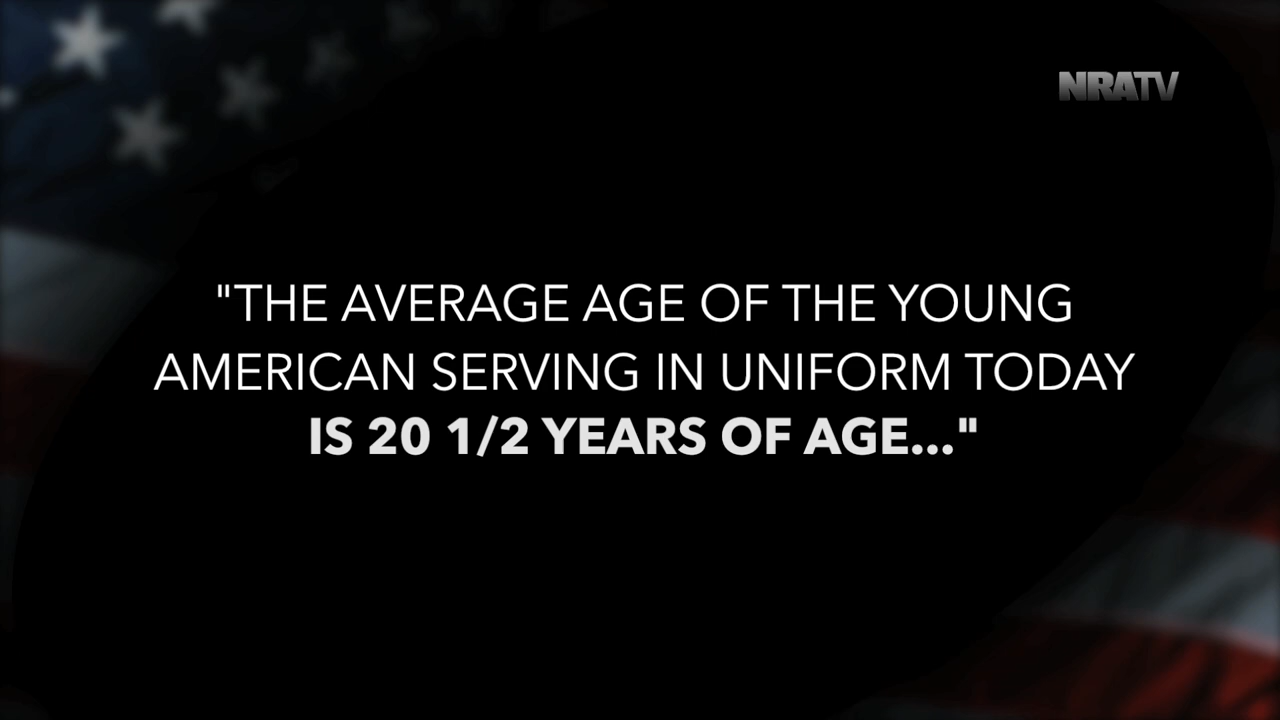 NRATV
"THE AVERAGE AGE OF THE YOUNG
AMERICAN SERVING IN UNIFORM TODAY
IS 20 1/2 YEARS OF AGE..."